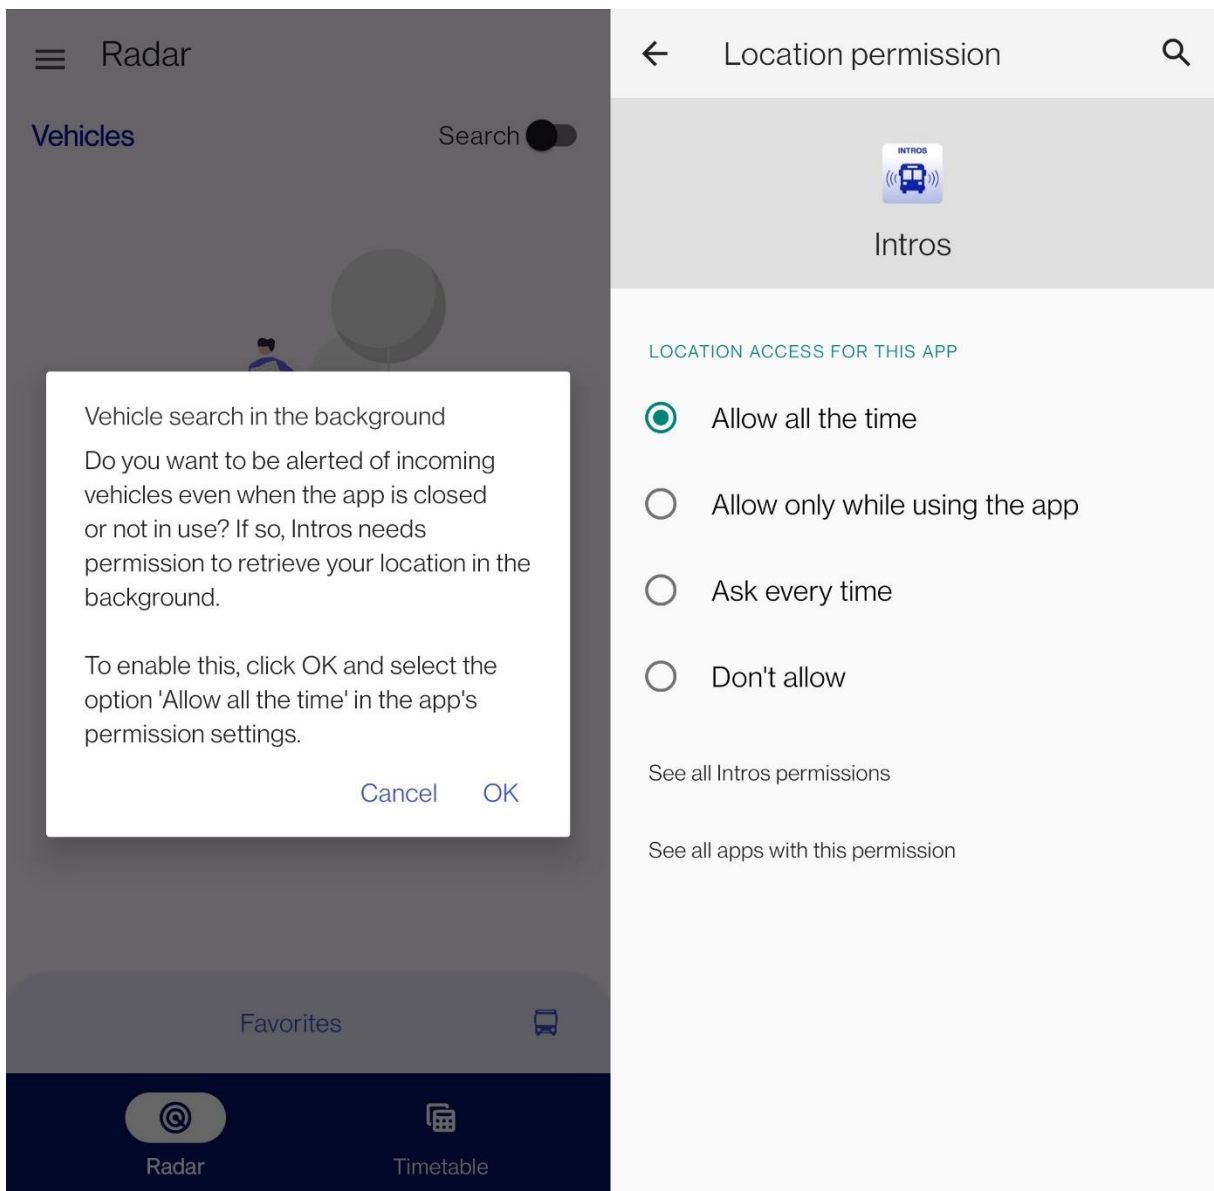 Radar
Vehicles
Search
Vehicle search in the background
Do you want to be alerted of incoming
vehicles even when the app is closed
or not in use? If so, Intros needs
permission to retrieve your location in the
background.
To enable this, click OK and select the
option 'Allow all the time' in the app's
permission settings.
Cancel OK
Favorites
Radar Timetable
Location permission
INTROS
Intros
LOCATION ACCESS FOR THIS APP
Allow all the time
Allow only while using the app
Ask every time
Don't allow
See all Intros permissions
See all apps with this permission